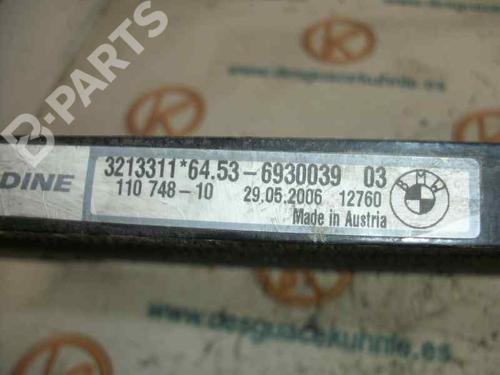 B-PARTS
www.desguacekuhnle.es
DINE
3213311*64.53-6930039 03
110 748-10 29.05.2006 12760
Made in Austria
BMW
www.desguacekuhnle.es